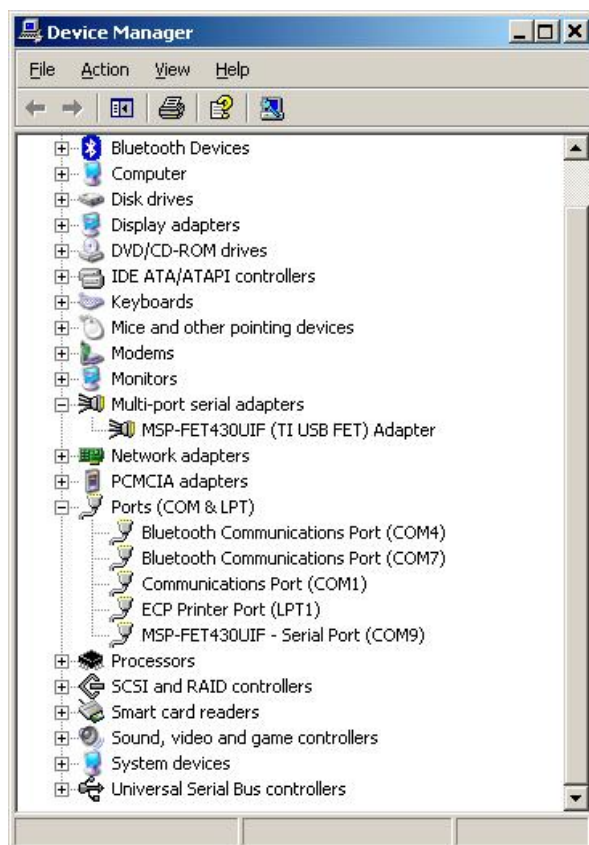 Device Manager
File Action View Help
Bluetooth Devices
Computer
Disk drives
Display adapters
DVD/CD-ROM drives
IDE ATA/ATAPI controllers
Keyboards
Mice and other pointing devices
Modems
Monitors
Multi-port serial adapters
MSP-FET430UIF (TI USB FET) Adapter
Network adapters
PCMCIA adapters
Ports (COM & LPT)
Bluetooth Communications Port (COM4)
Bluetooth Communications Port (COM7)
Communications Port (COM1)
ECP Printer Port (LPT1)
MSP-FET430UIF - Serial Port (COM9)
Processors
SCSI and RAID controllers
Smart card readers
Sound, video and game controllers
System devices
Universal Serial Bus controllers